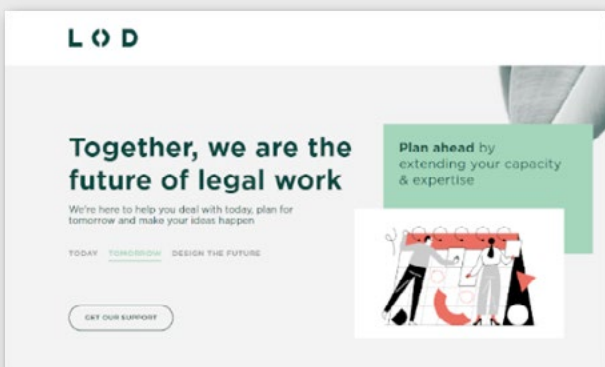 LOD
Together, we are the
future of legal work
We're here to help you deal with today, plan for
tomorrow and make your ideas happen
TODAY TOMORROW DESIGN THE FUTURE
GET OUR SUPPORT
Plan ahead by
extending your capacity
& expertise